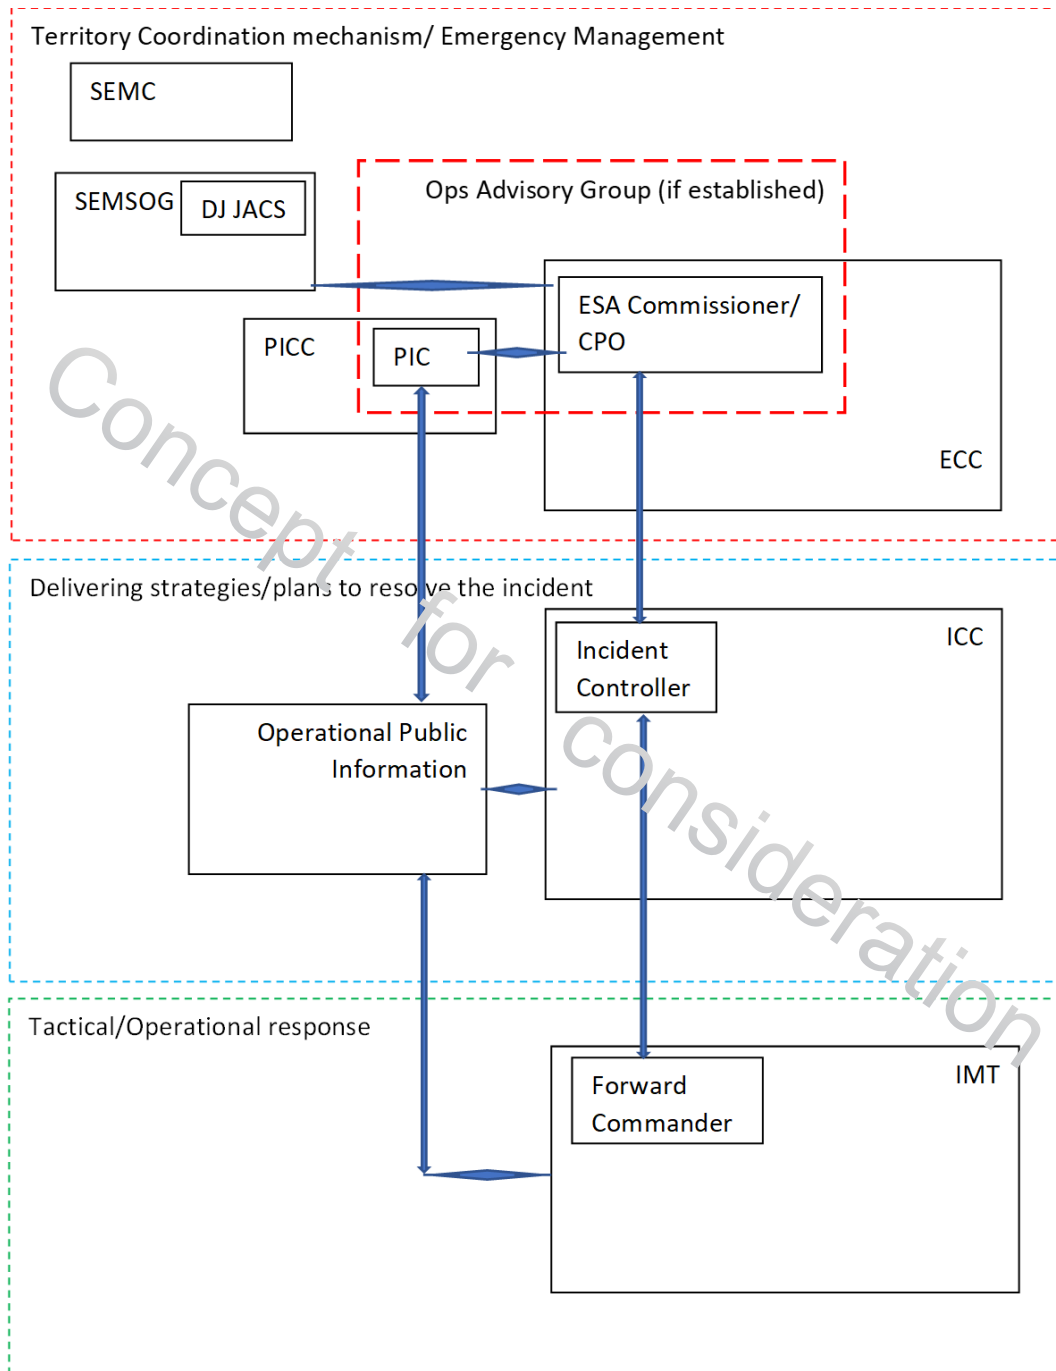 Territory Coordination mechanism/ Emergency Management
SEMC
SEMSOG
DJ JACS
Ops Advisory Group (if established)
ESA Commissioner/
CPO
PICC
PIC
ECC
Concept for consideration
Delivering strategies/plans to resolve the incident
ICC
Incident
Controller
Operational Public
Information
Tactical/Operational response
IMT
Forward
Commander